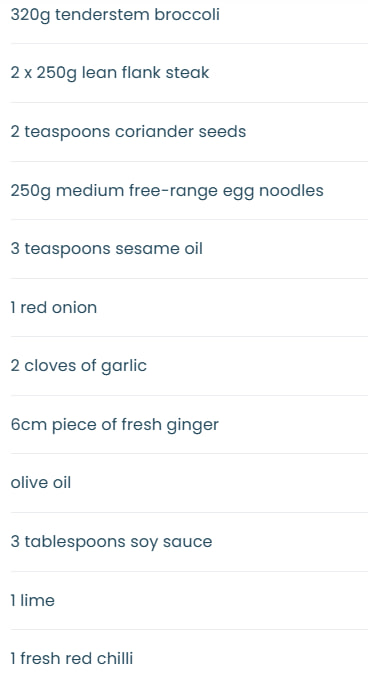 320g tenderstem broccoli
2 x 250g lean flank steak
2 teaspoons coriander seeds
250g medium free-range egg noodles
3 teaspoons sesame oil
1 red onion
2 cloves of garlic
6cm piece of fresh ginger
olive oil
3 tablespoons soy sauce
1 lime
1 fresh red chilli